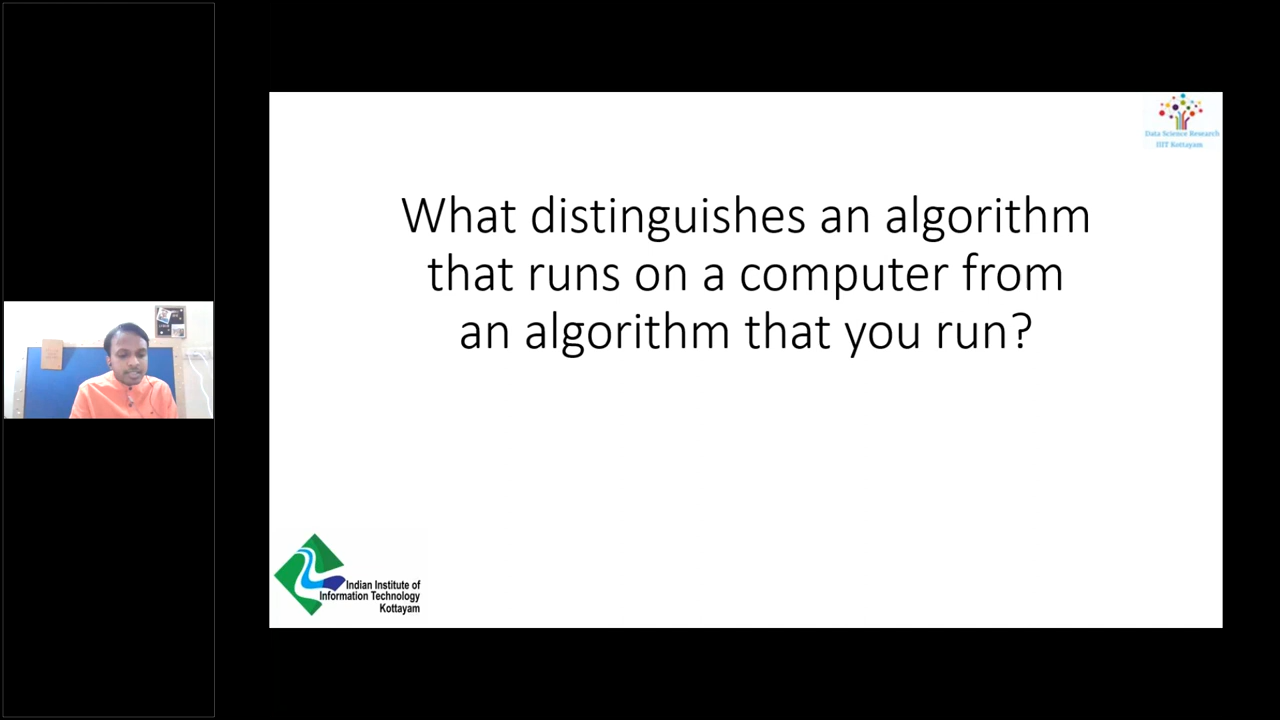 Data Science Research
IIIT Kottayam
What distinguishes an algorithm
that runs on a computer from
an algorithm that you run?
Indian Institute of
Information Technology
Kottayam